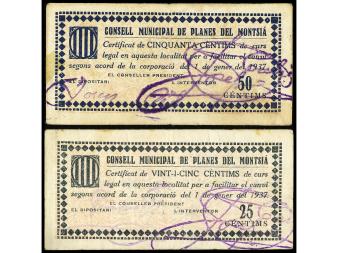 CONSELL MUNICIPAL DE PLANES DEL MONTSIÁ
Certificat de CINQUANTA CÈNTIMS de curs
legal en aquesta localitat per a facilitar el canvi
segons acord de la corporació del 1 de gener del 1937.
EL DIPOSITARI EL CONSELLER PRESIDENT L'INTERVENTOR
50
CÈNTIMS
CONSELL MUNICIPAL DE PLANES DEL MONTSIÁ
Certificat de VINT-I-CINC CÈNTIMS de curs
legal en aquesta localitat per a facilitar el canvi
segons acord de la corporació del 1 de gener del 1937.
EL CONSELLER PRESIDENT
EL DIPOSITARI L'INTERVENTOR
25
CÈNTIMS